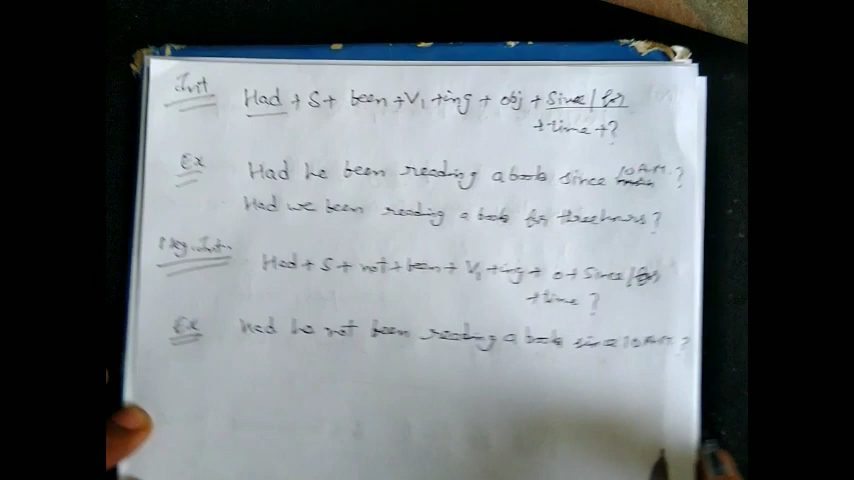 Int
Had + S + been + V1 + ing + obj + Since / for
+ time + ?
Ex
Had he been reading a book since 10 A.M. ?
Had we been reading a book for three hours ?
Neg. Int.
Had + S + not + been + V1 + ing + o + Since / for
+ time ?
Ex
Had he not been reading a book since 10 A.M. ?